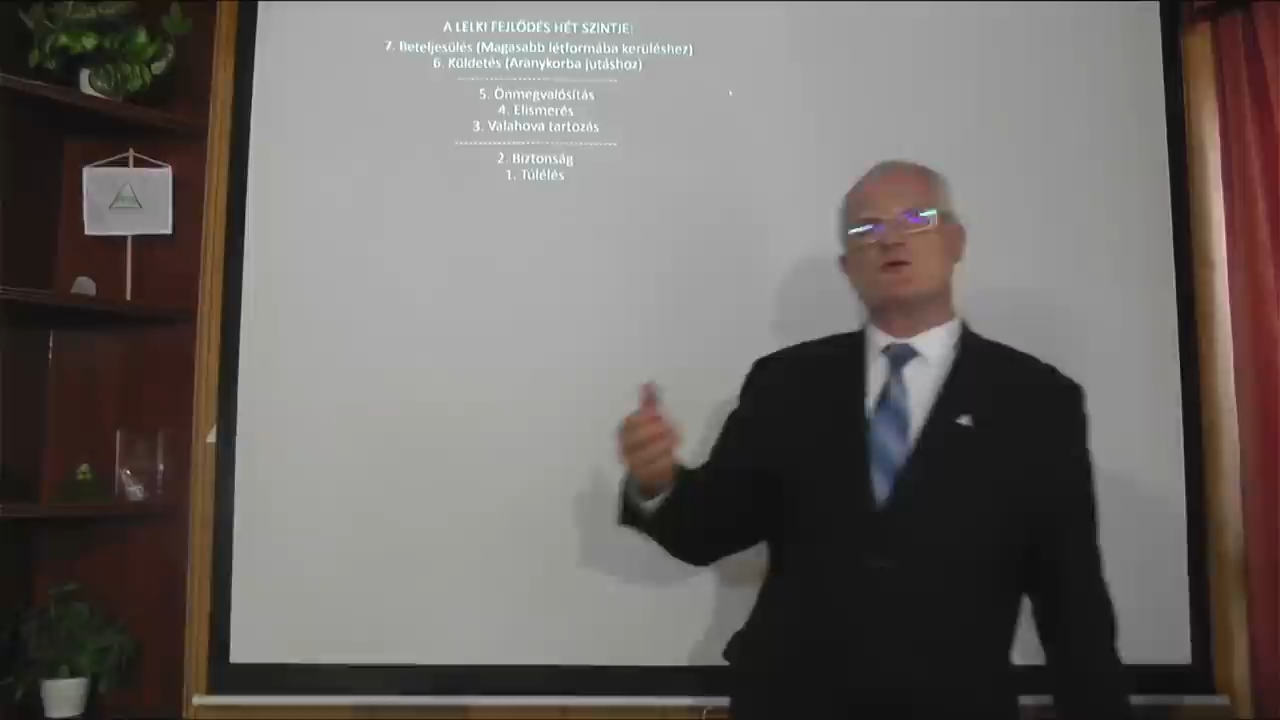 A LELKI FEJLŐDÉS HÉT SZINTJE:
7. Beteljesülés (Magasabb létformába kerüléshez)
6. Küldetés (Aranykorba jutáshoz)
5. Önmegvalósítás
4. Elismerés
3. Valahova tartozás
2. Biztonság
1. Túlélés